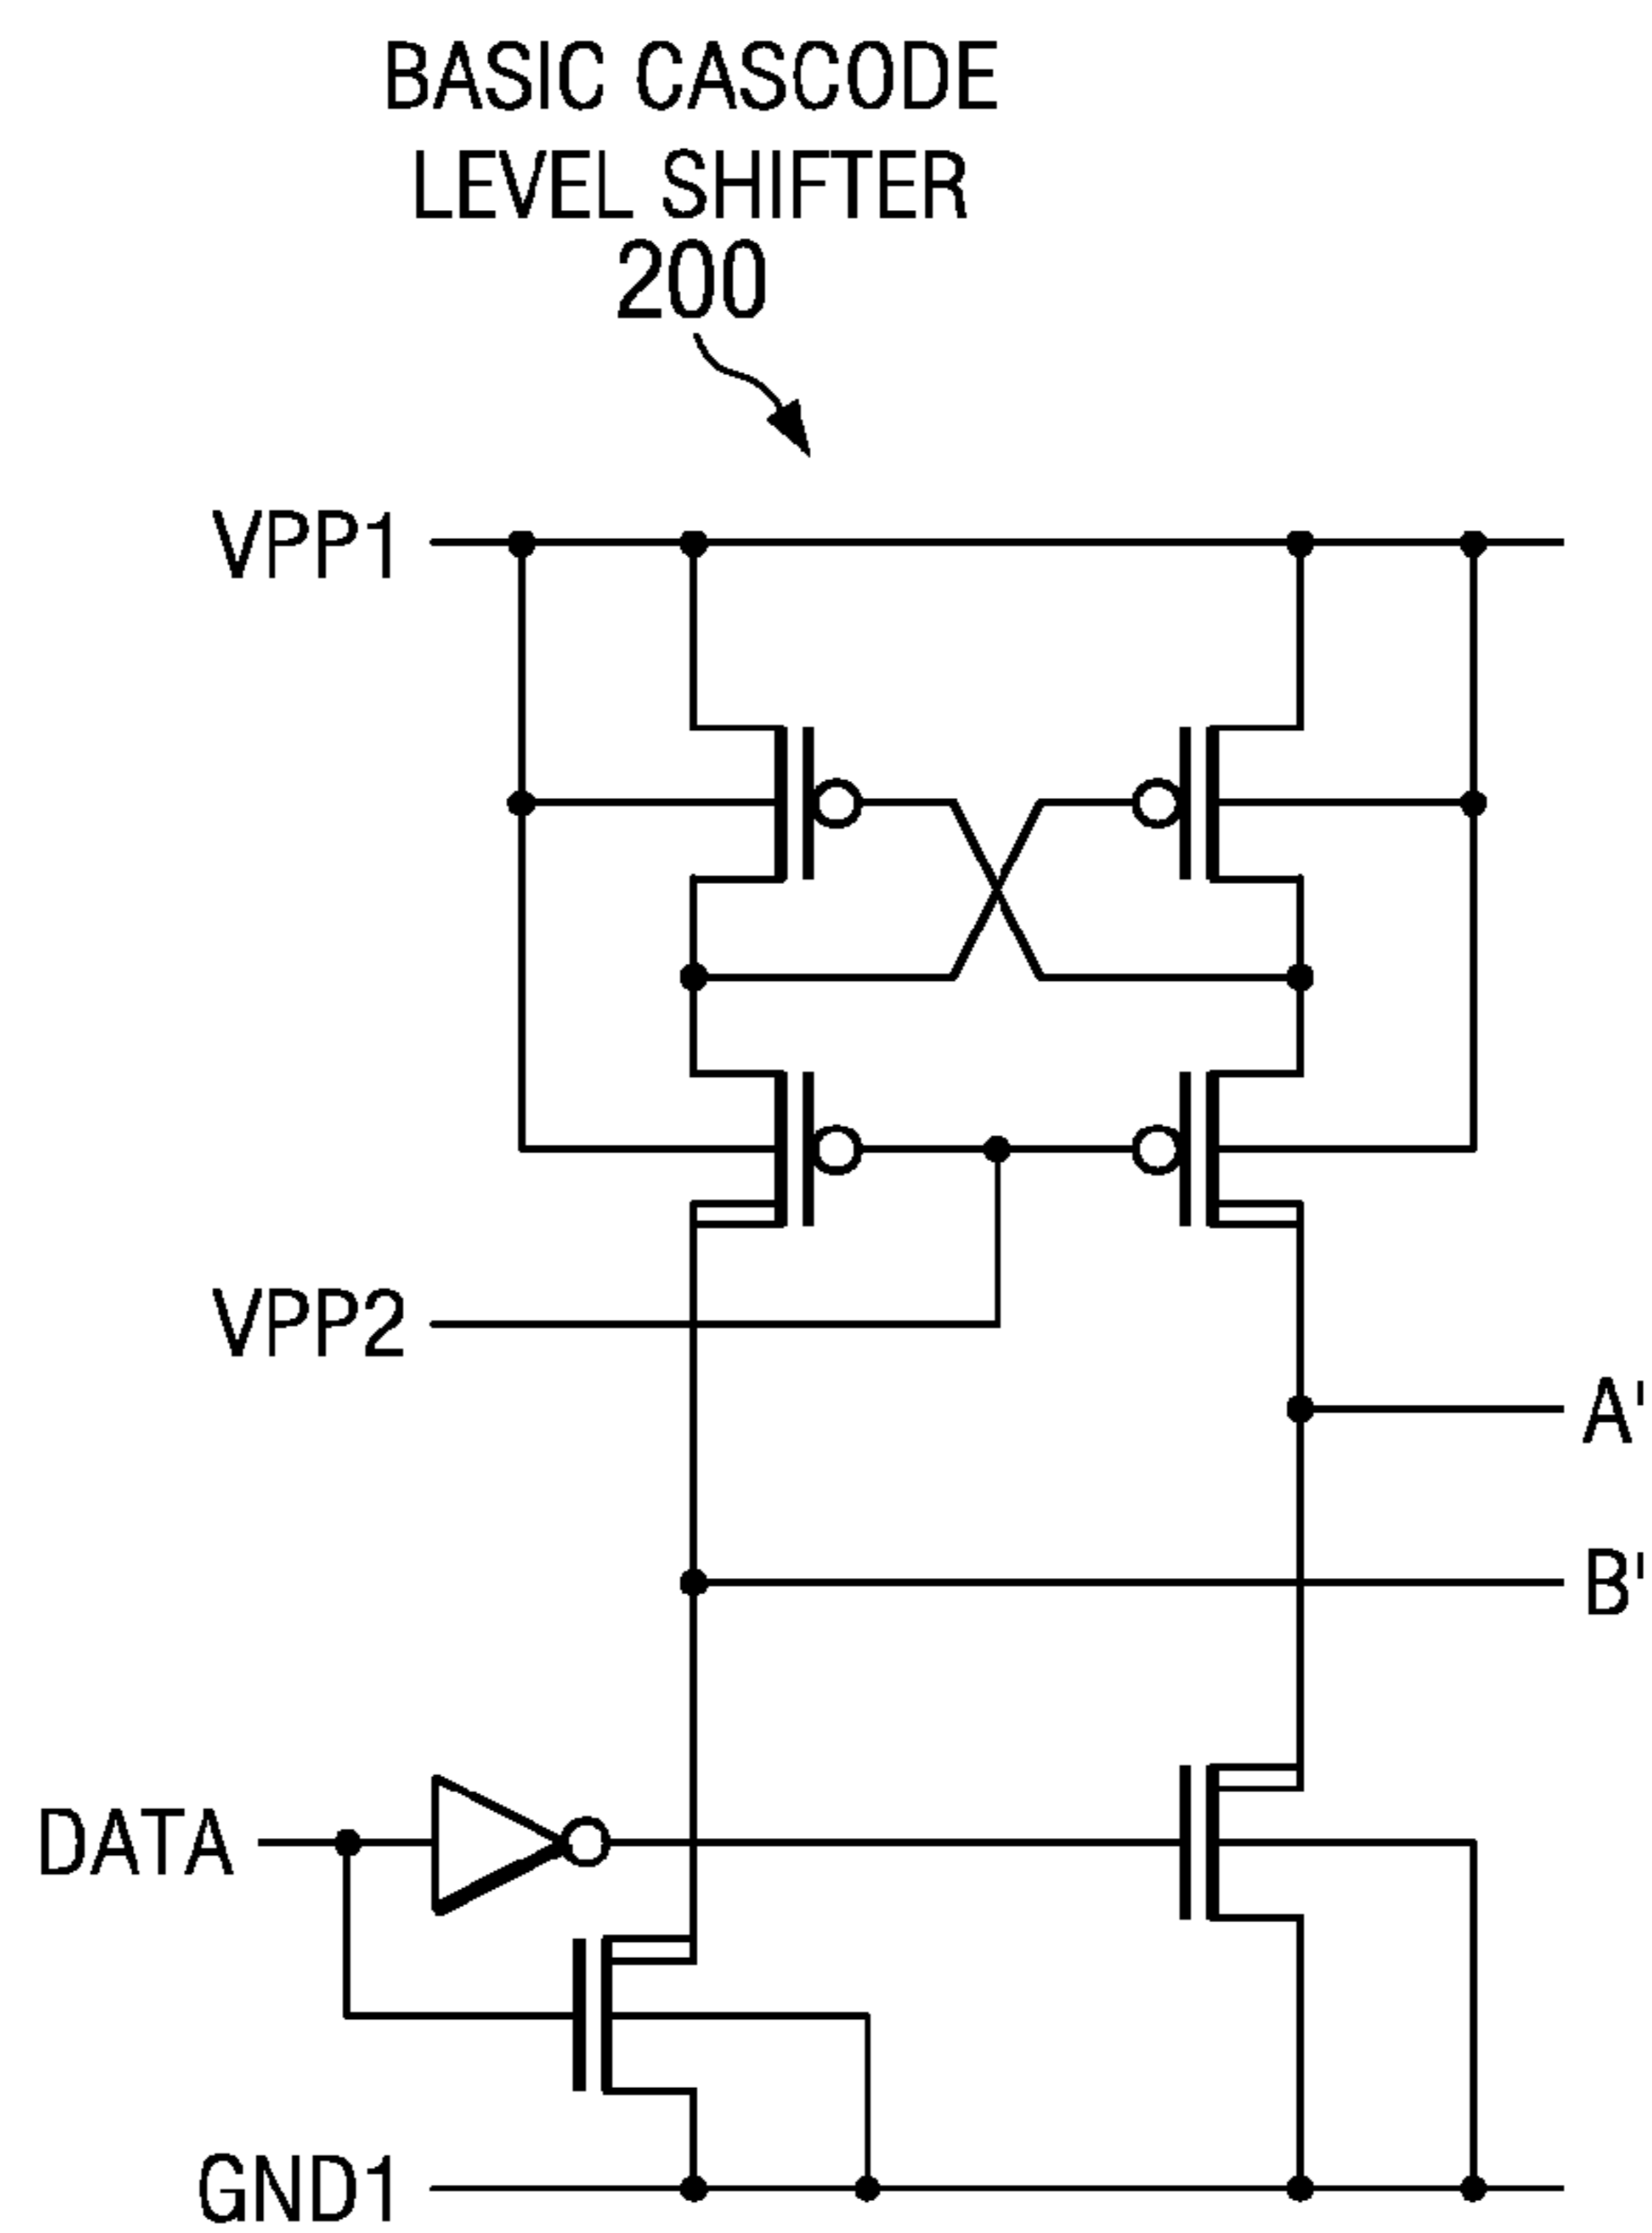 BASIC CASCODE
LEVEL SHIFTER
200
VPP1
VPP2
A'
B'
DATA
GND1